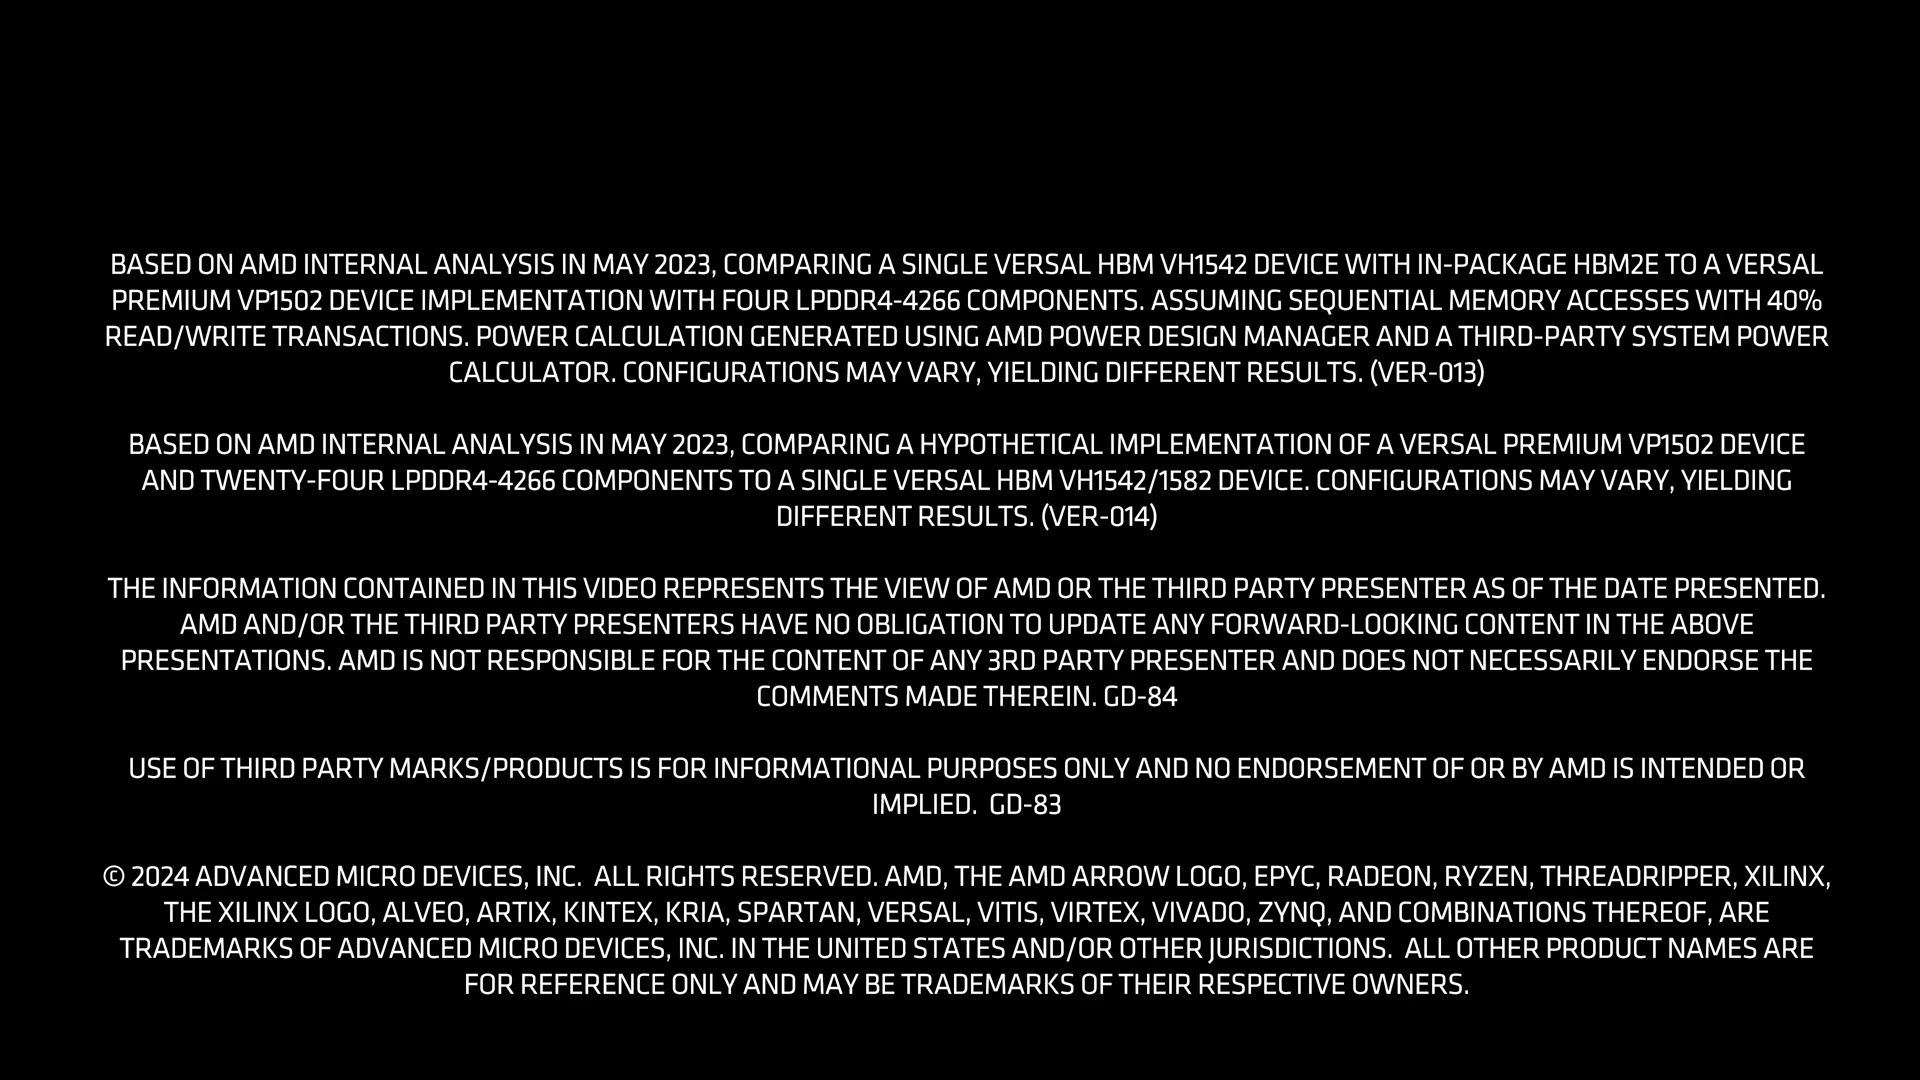 BASED ON AMD INTERNAL ANALYSIS IN MAY 2023, COMPARING A SINGLE VERSAL HBM VH1542 DEVICE WITH IN-PACKAGE HBM2E TO A VERSAL
PREMIUM VP1502 DEVICE IMPLEMENTATION WITH FOUR LPDDR4-4266 COMPONENTS. ASSUMING SEQUENTIAL MEMORY ACCESSES WITH 40%
READ/WRITE TRANSACTIONS. POWER CALCULATION GENERATED USING AMD POWER DESIGN MANAGER AND A THIRD-PARTY SYSTEM POWER
CALCULATOR. CONFIGURATIONS MAY VARY, YIELDING DIFFERENT RESULTS. (VER-013)
BASED ON AMD INTERNAL ANALYSIS IN MAY 2023, COMPARING A HYPOTHETICAL IMPLEMENTATION OF A VERSAL PREMIUM VP1502 DEVICE
AND TWENTY-FOUR LPDDR4-4266 COMPONENTS TO A SINGLE VERSAL HBM VH1542/1582 DEVICE. CONFIGURATIONS MAY VARY, YIELDING
DIFFERENT RESULTS. (VER-014)
THE INFORMATION CONTAINED IN THIS VIDEO REPRESENTS THE VIEW OF AMD OR THE THIRD PARTY PRESENTER AS OF THE DATE PRESENTED.
AMD AND/OR THE THIRD PARTY PRESENTERS HAVE NO OBLIGATION TO UPDATE ANY FORWARD-LOOKING CONTENT IN THE ABOVE
PRESENTATIONS. AMD IS NOT RESPONSIBLE FOR THE CONTENT OF ANY 3RD PARTY PRESENTER AND DOES NOT NECESSARILY ENDORSE THE
COMMENTS MADE THEREIN. GD-84
USE OF THIRD PARTY MARKS/PRODUCTS IS FOR INFORMATIONAL PURPOSES ONLY AND NO ENDORSEMENT OF OR BY AMD IS INTENDED OR
IMPLIED.  GD-83
© 2024 ADVANCED MICRO DEVICES, INC.  ALL RIGHTS RESERVED. AMD, THE AMD ARROW LOGO, EPYC, RADEON, RYZEN, THREADRIPPER, XILINX,
THE XILINX LOGO, ALVEO, ARTIX, KINTEX, KRIA, SPARTAN, VERSAL, VITIS, VIRTEX, VIVADO, ZYNQ, AND COMBINATIONS THEREOF, ARE
TRADEMARKS OF ADVANCED MICRO DEVICES, INC. IN THE UNITED STATES AND/OR OTHER JURISDICTIONS.  ALL OTHER PRODUCT NAMES ARE
FOR REFERENCE ONLY AND MAY BE TRADEMARKS OF THEIR RESPECTIVE OWNERS.